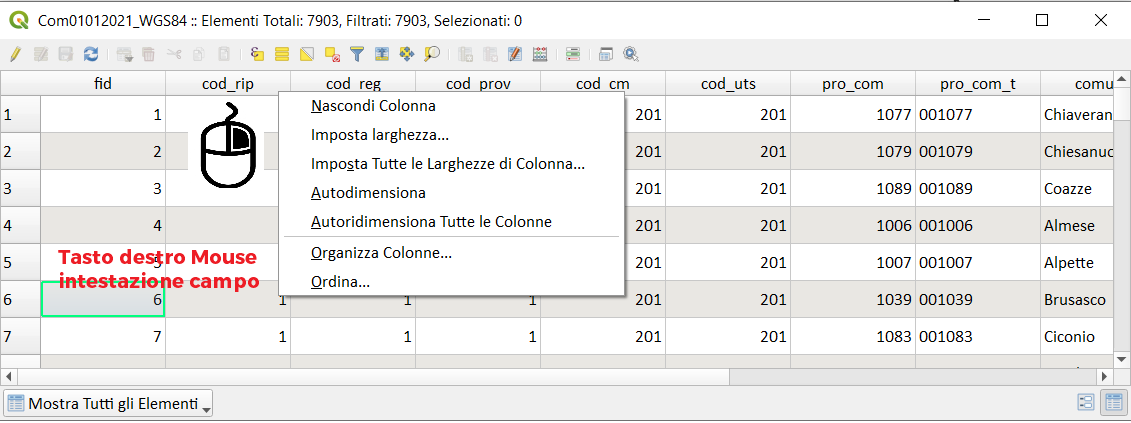 Com01012021_WGS84 :: Elementi Totali: 7903, Filtrati: 7903, Selezionati: 0
fid cod_rip cod_reg cod_prov cod_cm cod_uts pro_com pro_com_t comu
1 1 201 201 1077 001077 Chiaveran
2 2 201 201 1079 001079 Chiesanuc
3 3 201 201 1089 001089 Coazze
4 4 201 201 1006 001006 Almese
5 5 201 201 1007 001007 Alpette
6 6 1 1 1 201 201 1039 001039 Brusasco
7 7 1 1 1 201 201 1083 001083 Ciconio
Nascondi Colonna
Imposta larghezza...
Imposta Tutte le Larghezze di Colonna...
Autodimensiona
Autoridimensiona Tutte le Colonne
Organizza Colonne...
Ordina...
Tasto destro Mouse
intestazione campo
Mostra Tutti gli Elementi